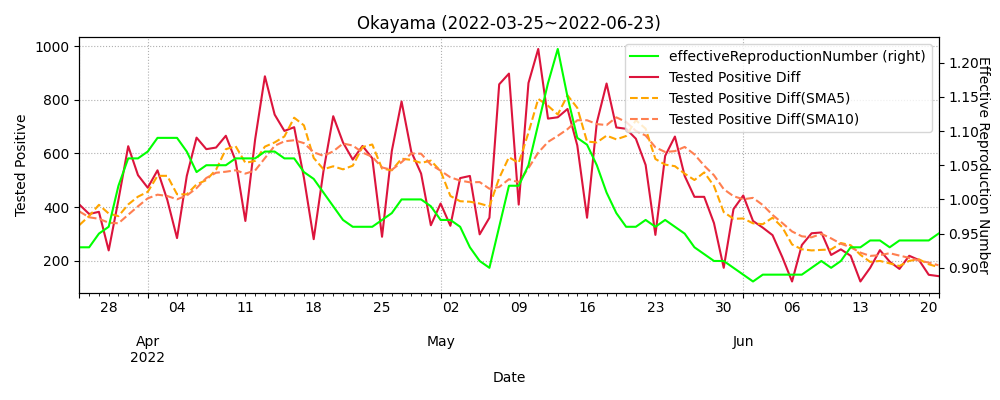 Okayama (2022-03-25~2022-06-23)
effectiveReproductionNumber (right)
Tested Positive Diff
Tested Positive Diff(SMA5)
Tested Positive Diff(SMA10)
Tested Positive
1000
800
600
400
200
Effective Reproduction Number
1.20
1.15
1.10
1.05
1.00
0.95
0.90
28 04 11 18 25 02 09 16 23 30 06 13 20
Apr May Jun
2022
Date